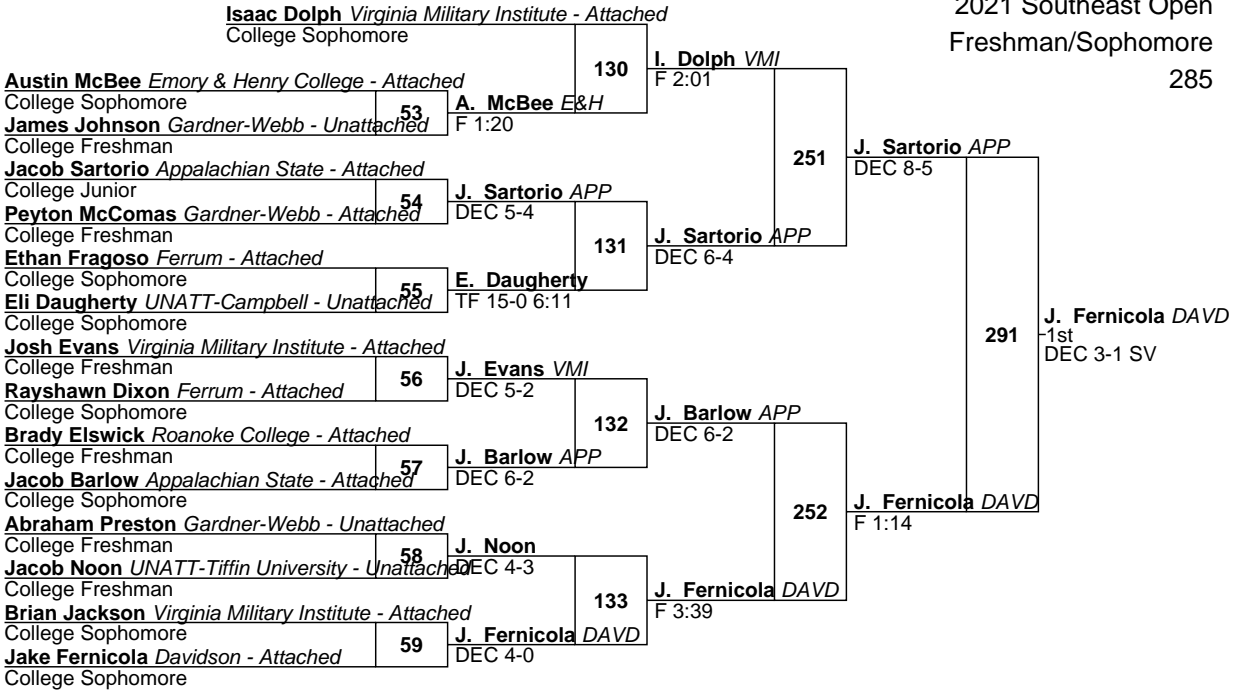 2021 Southeast Open
Freshman/Sophomore
285
Isaac Dolph Virginia Military Institute - Attached
College Sophomore
130
I. Dolph VMI
F 2:01
Austin McBee Emory & Henry College - Attached
College Sophomore
53
A. McBee E&H
F 1:20
James Johnson Gardner-Webb - Unattached
College Freshman
251
J. Sartorio APP
DEC 8-5
Jacob Sartorio Appalachian State - Attached
College Junior
54
J. Sartorio APP
DEC 5-4
Peyton McComas Gardner-Webb - Attached
College Freshman
131
J. Sartorio APP
DEC 6-4
Ethan Fragoso Ferrum - Attached
College Sophomore
55
E. Daugherty
TF 15-0 6:11
Eli Daugherty UNATT-Campbell - Unattached
College Sophomore
291
J. Fernicola DAVD
1st
DEC 3-1 SV
Josh Evans Virginia Military Institute - Attached
College Freshman
56
J. Evans VMI
DEC 5-2
Rayshawn Dixon Ferrum - Attached
College Sophomore
132
J. Barlow APP
DEC 6-2
Brady Elswick Roanoke College - Attached
College Freshman
57
J. Barlow APP
DEC 6-2
Jacob Barlow Appalachian State - Attached
College Sophomore
252
J. Fernicola DAVD
F 1:14
Abraham Preston Gardner-Webb - Unattached
College Freshman
58
J. Noon
DEC 4-3
Jacob Noon UNATT-Tiffin University - Unattached
College Freshman
133
J. Fernicola DAVD
F 3:39
Brian Jackson Virginia Military Institute - Attached
College Sophomore
59
J. Fernicola DAVD
DEC 4-0
Jake Fernicola Davidson - Attached
College Sophomore